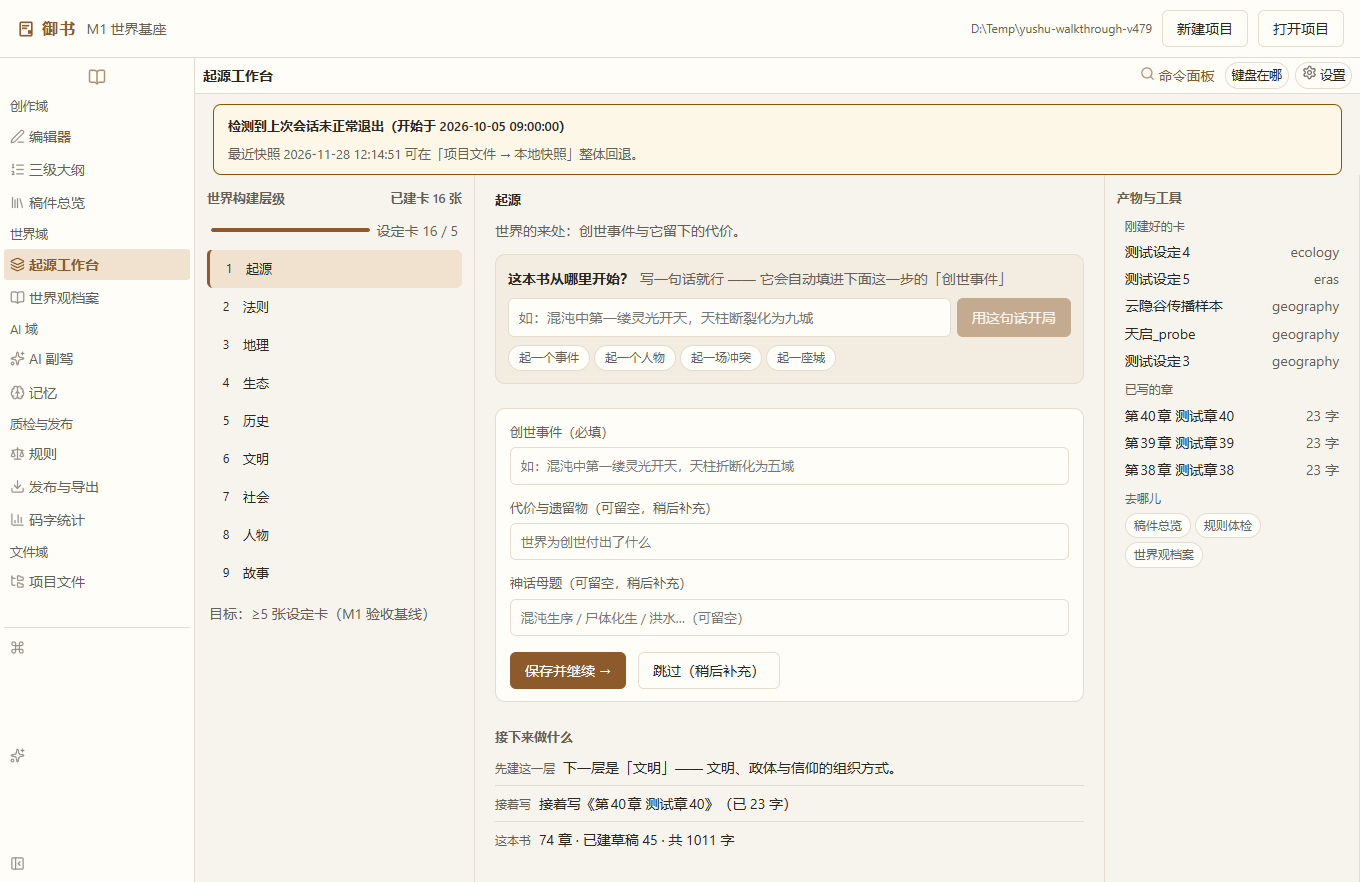 御书 M1 世界基座
D:\Temp\yushu-walkthrough-v479 新建项目 打开项目
创作域
编辑器
三级大纲
稿件总览
世界域
起源工作台
世界观档案
AI 域
AI 副驾
记忆
质检与发布
规则
发布与导出
码字统计
文件域
项目文件
起源工作台
命令面板 键盘在哪 设置
检测到上次会话未正常退出（开始于 2026-10-05 09:00:00）
最近快照 2026-11-28 12:14:51 可在「项目文件 → 本地快照」整体回退。
世界构建层级 已建卡 16 张
设定卡 16 / 5
1 起源
2 法则
3 地理
4 生态
5 历史
6 文明
7 社会
8 人物
9 故事
目标：≥5 张设定卡（M1 验收基线）
起源
世界的来处：创世事件与它留下的代价。
这本书从哪里开始？ 写一句话就行 —— 它会自动填进下面这一步的「创世事件」
如：混沌中第一缕灵光开天，天柱断裂化为九城 用这句话开局
起一个事件 起一个人物 起一场冲突 起一座城
创世事件（必填）
如：混沌中第一缕灵光开天，天柱折断化为五域
代价与遗留物（可留空，稍后补充）
世界为创世付出了什么
神话母题（可留空，稍后补充）
混沌生序 / 尸体化生 / 洪水...（可留空）
保存并继续 → 跳过（稍后补充）
接下来做什么
先建这一层 下一层是「文明」—— 文明、政体与信仰的组织方式。
接着写 接着写《第 40 章 测试章 40》（已 23 字）
这本书 74 章 · 已建草稿 45 · 共 1011 字
产物与工具
刚建好的卡
测试设定 4 ecology
测试设定 5 eras
云隐谷传播样本 geography
天启_probe geography
测试设定 3 geography
已写的章
第 40 章 测试章 40 23 字
第 39 章 测试章 39 23 字
第 38 章 测试章 38 23 字
去哪儿
稿件总览 规则体检
世界观档案